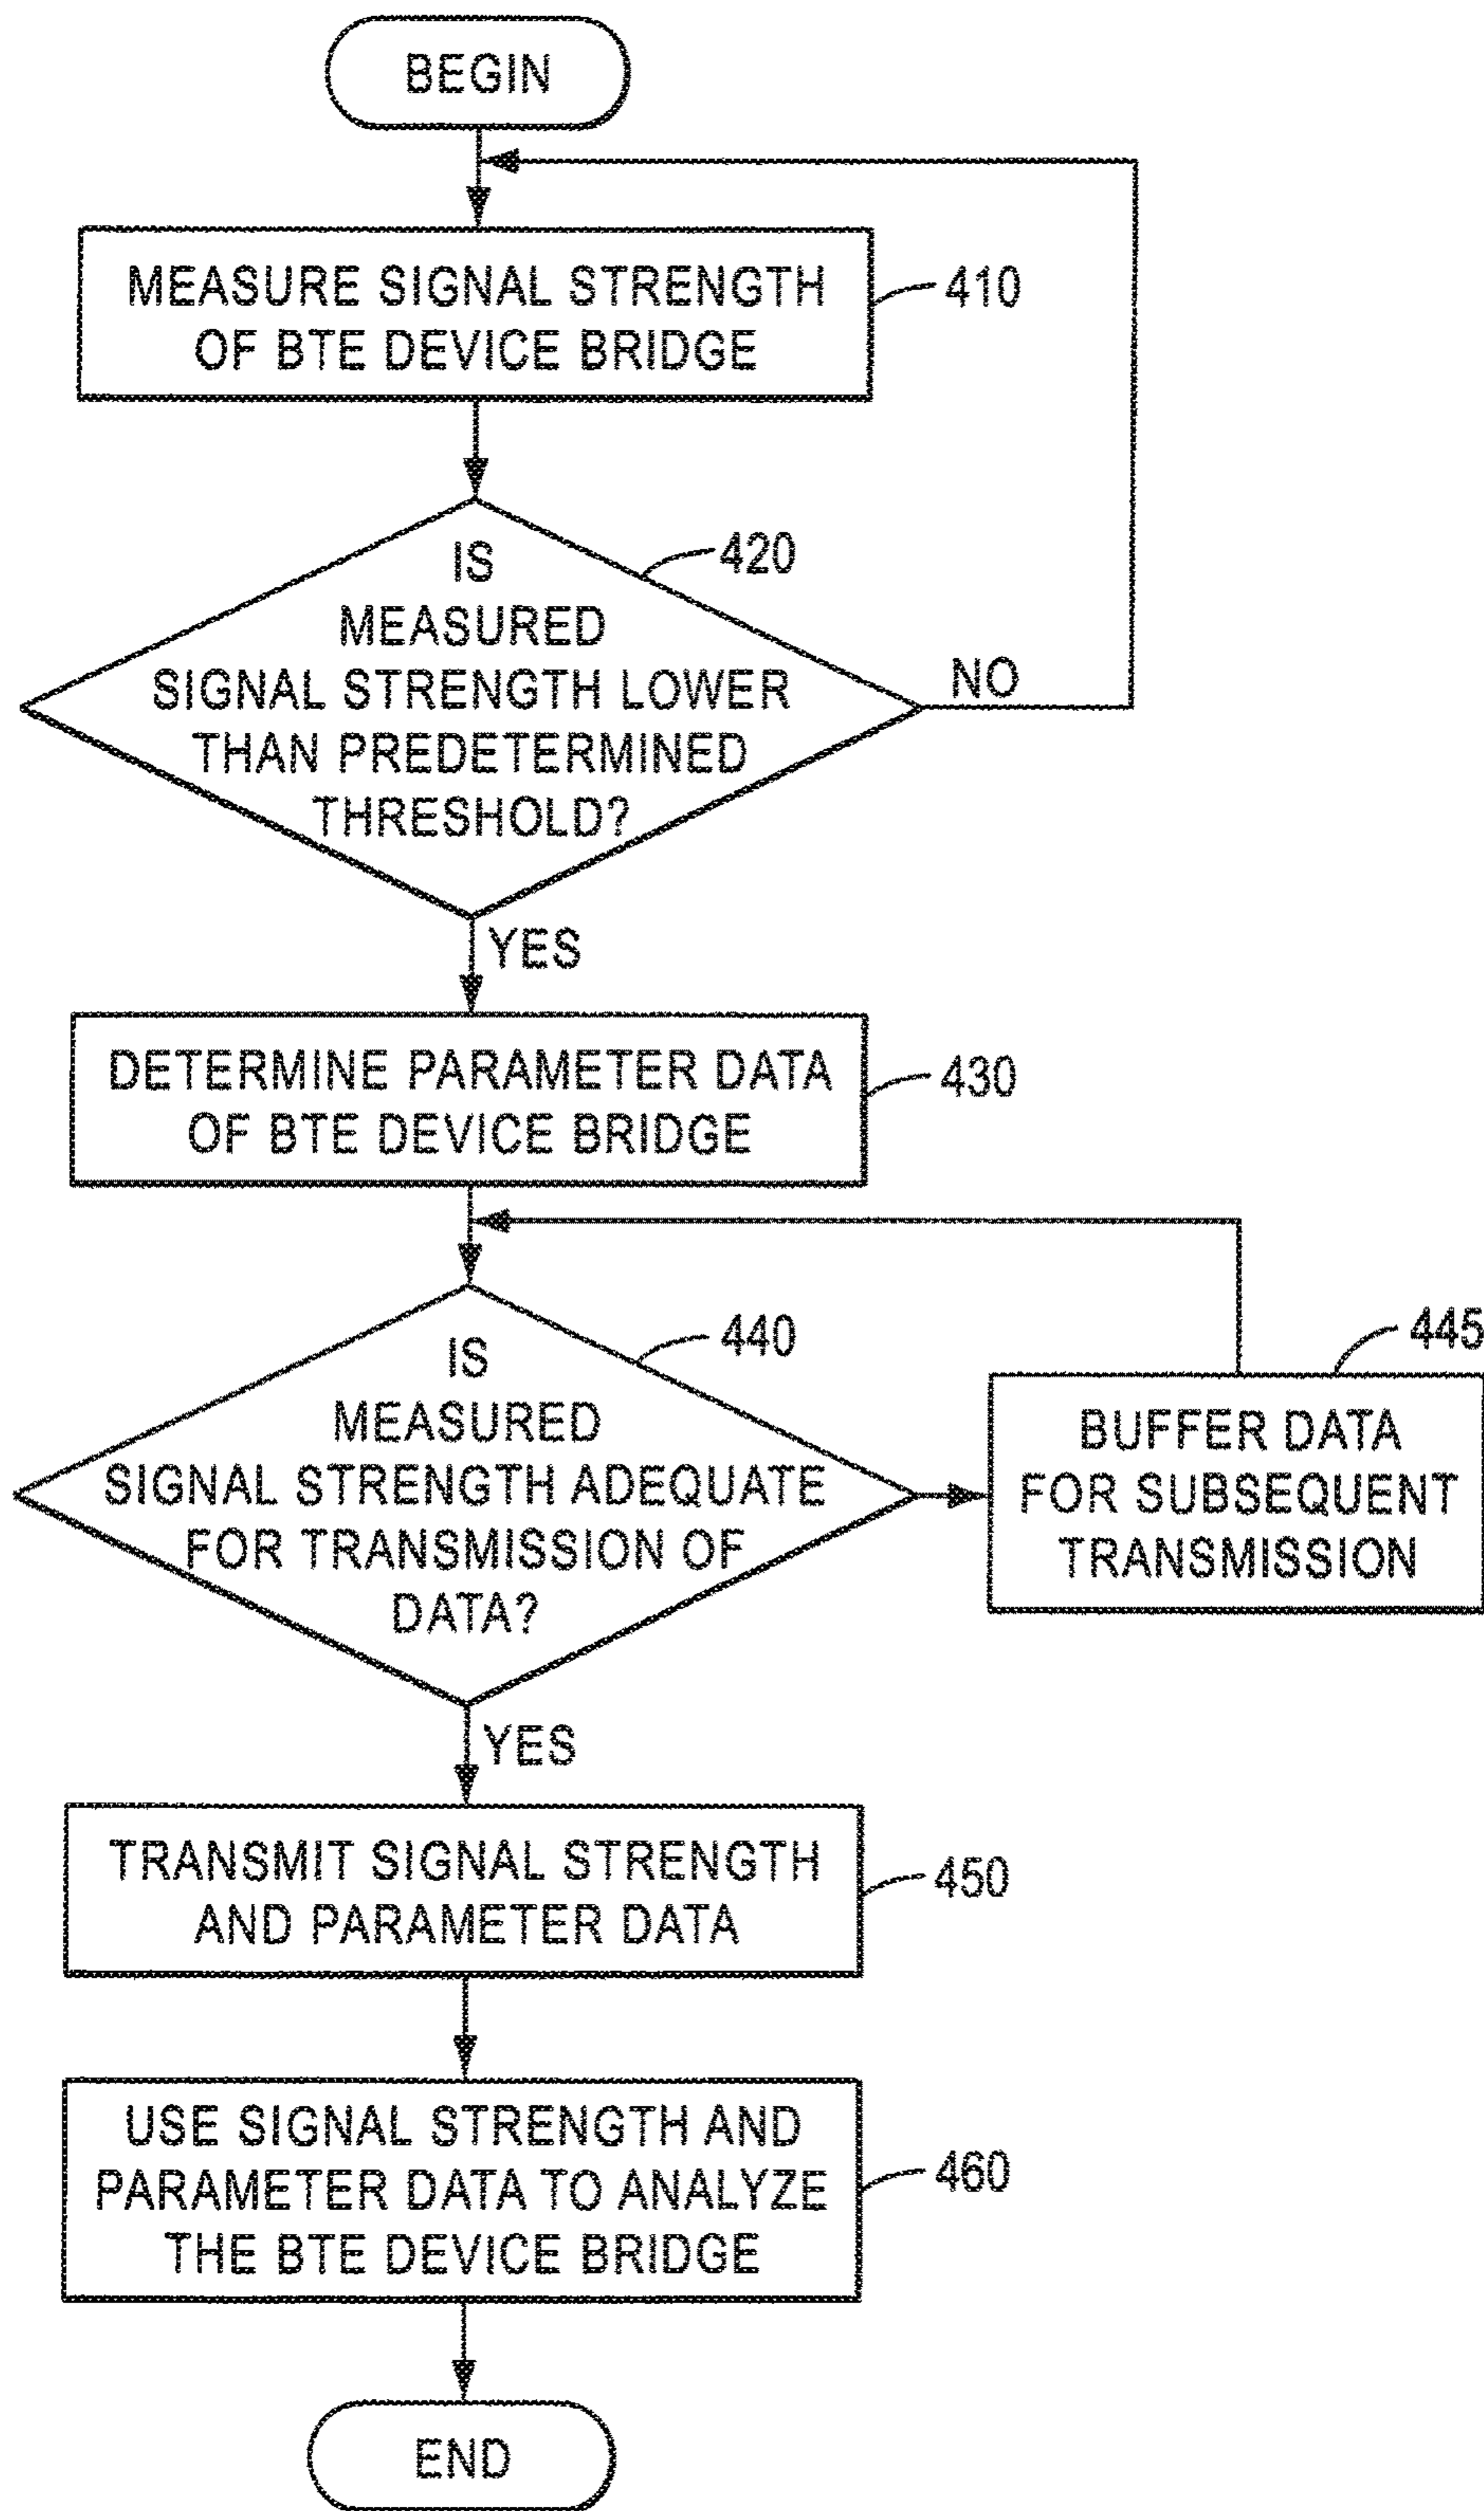 BEGIN
MEASURE SIGNAL STRENGTH
OF BTE DEVICE BRIDGE
410
IS
MEASURED
SIGNAL STRENGTH LOWER
THAN PREDETERMINED
THRESHOLD?
420
NO
YES
DETERMINE PARAMETER DATA
OF BTE DEVICE BRIDGE
430
IS
MEASURED
SIGNAL STRENGTH ADEQUATE
FOR TRANSMISSION OF
DATA?
440
445
BUFFER DATA
FOR SUBSEQUENT
TRANSMISSION
YES
TRANSMIT SIGNAL STRENGTH
AND PARAMETER DATA
450
USE SIGNAL STRENGTH AND
PARAMETER DATA TO ANALYZE
THE BTE DEVICE BRIDGE
460
END